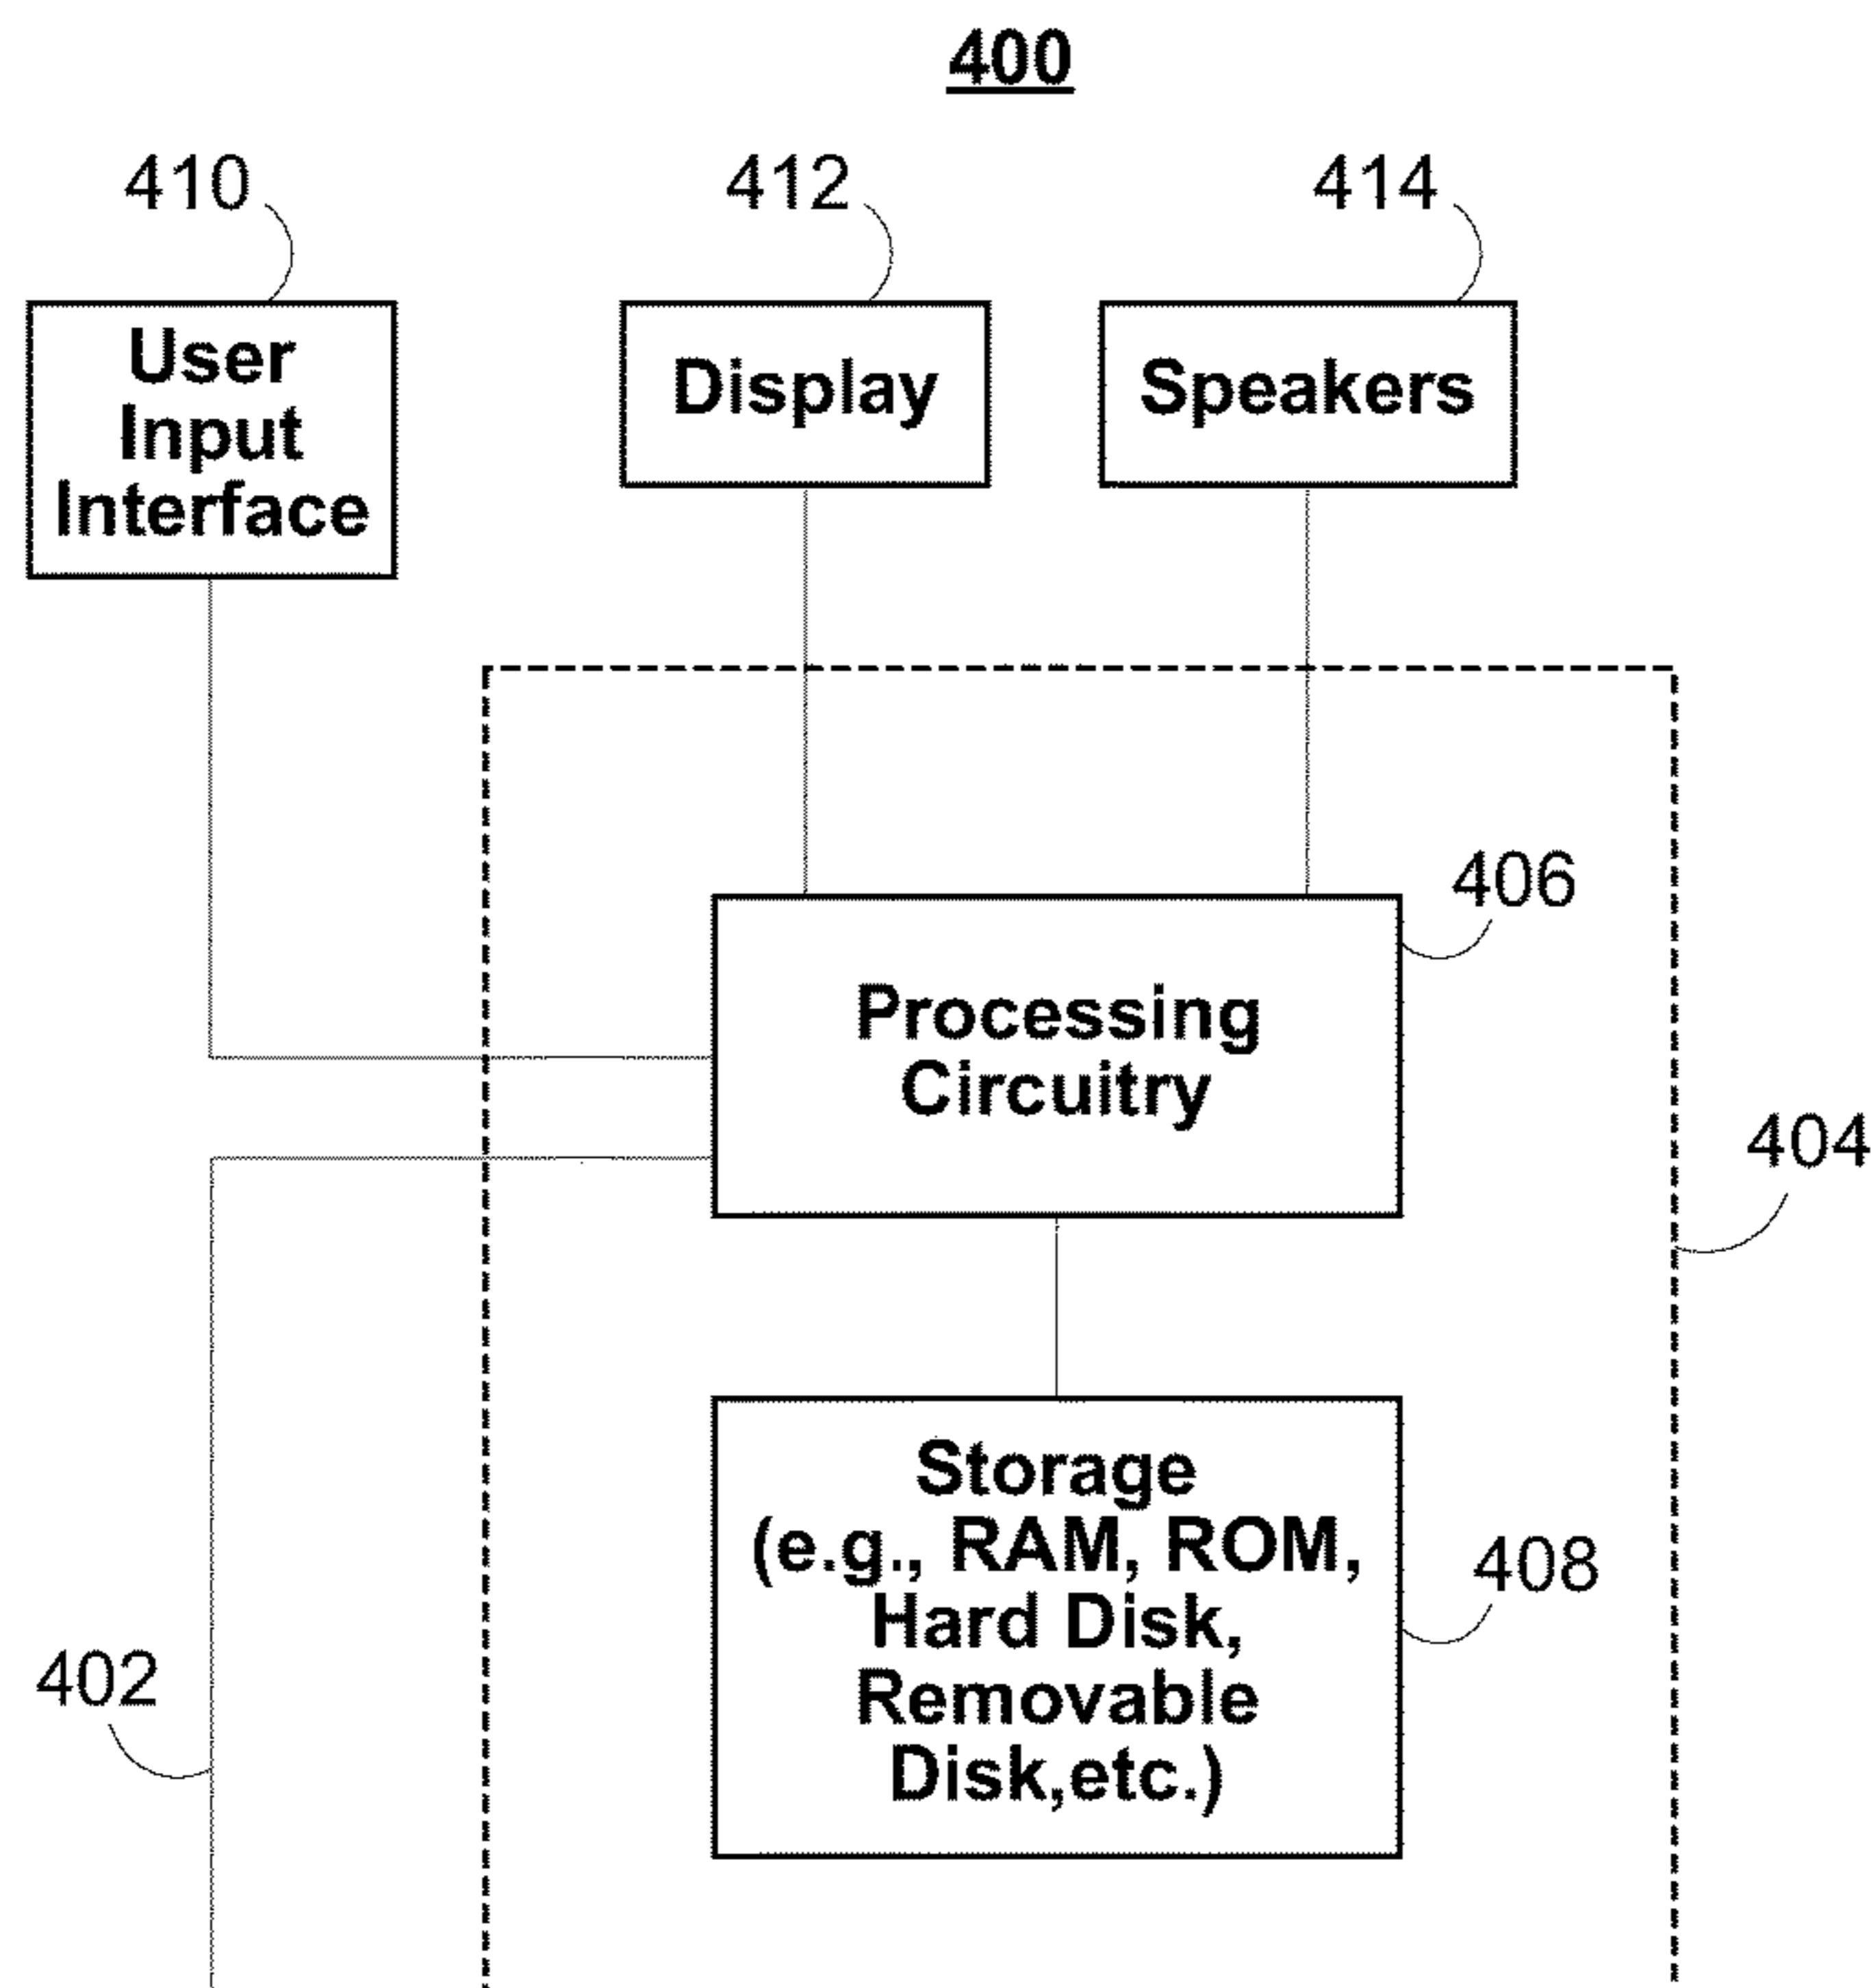 400
410
412
414
User
Input
Interface
Display
Speakers
406
Processing
Circuitry
404
Storage
(e.g., RAM, ROM,
Hard Disk,
Removable
Disk,etc.)
408
402